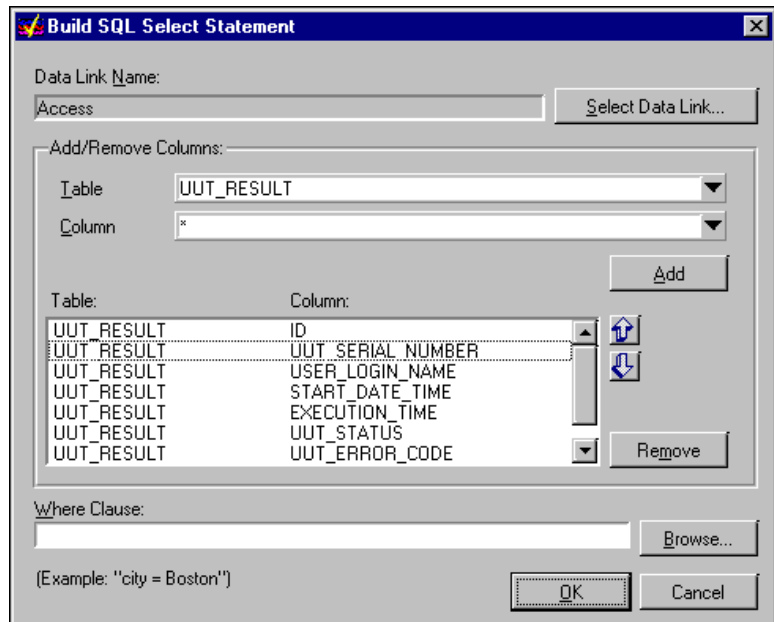 Build SQL Select Statement
Data Link Name:
Access
Select Data Link...
Add/Remove Columns:
Table UUT_RESULT
Column *
Add
Table: Column:
UUT_RESULT ID
UUT_RESULT UUT_SERIAL_NUMBER
UUT_RESULT USER_LOGIN_NAME
UUT_RESULT START_DATE_TIME
UUT_RESULT EXECUTION_TIME
UUT_RESULT UUT_STATUS
UUT_RESULT UUT_ERROR_CODE
Remove
Where Clause:
Browse...
(Example: "city = Boston")
OK Cancel